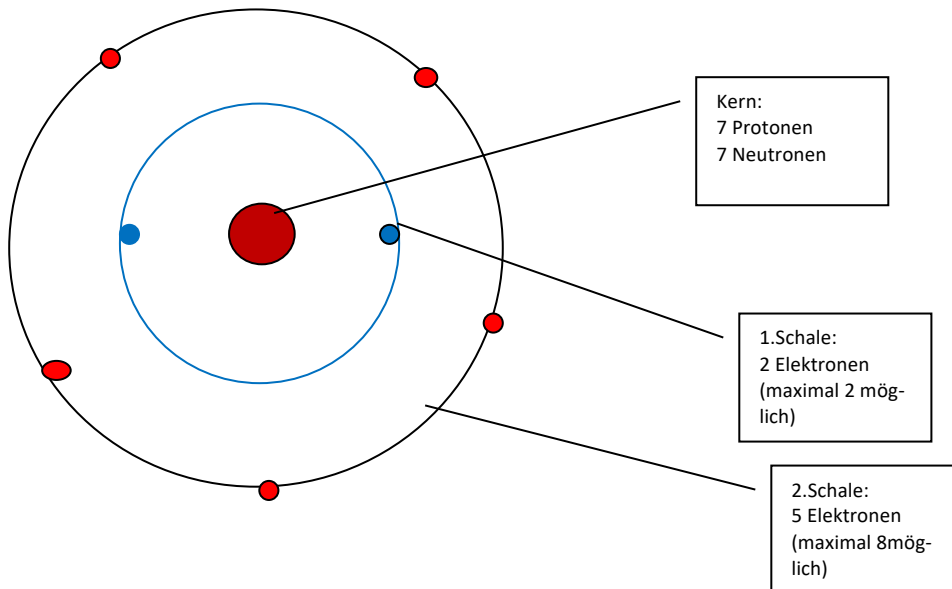 Kern:
7 Protonen
7 Neutronen
1.Schale:
2 Elektronen
(maximal 2 mög-
lich)
2.Schale:
5 Elektronen
(maximal 8mög-
lich)